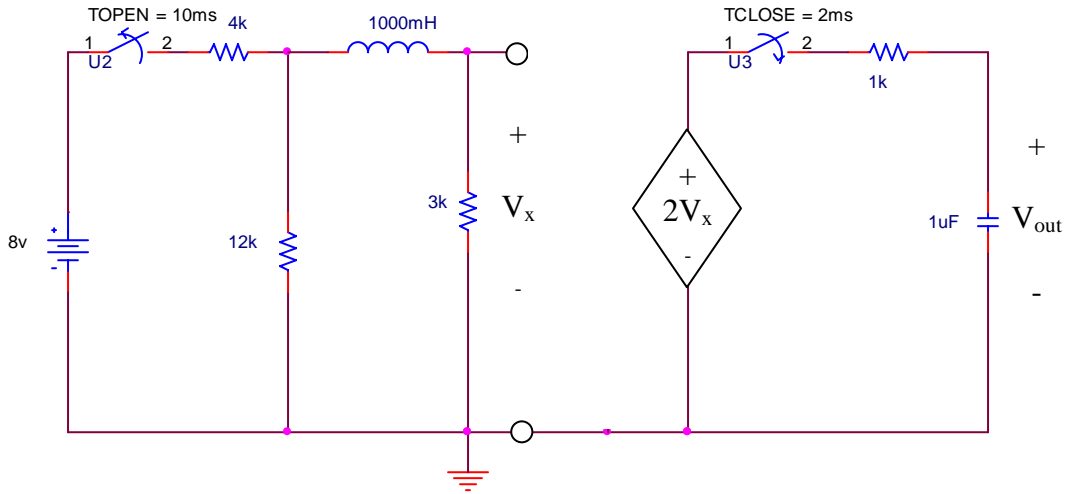 TOPEN = 10ms
1
2
U2
4k
1000mH
TCLOSE = 2ms
1
2
U3
1k
8v
+
-
12k
3k
+
Vx
-
+
2Vx
-
1uF
+
Vout
-